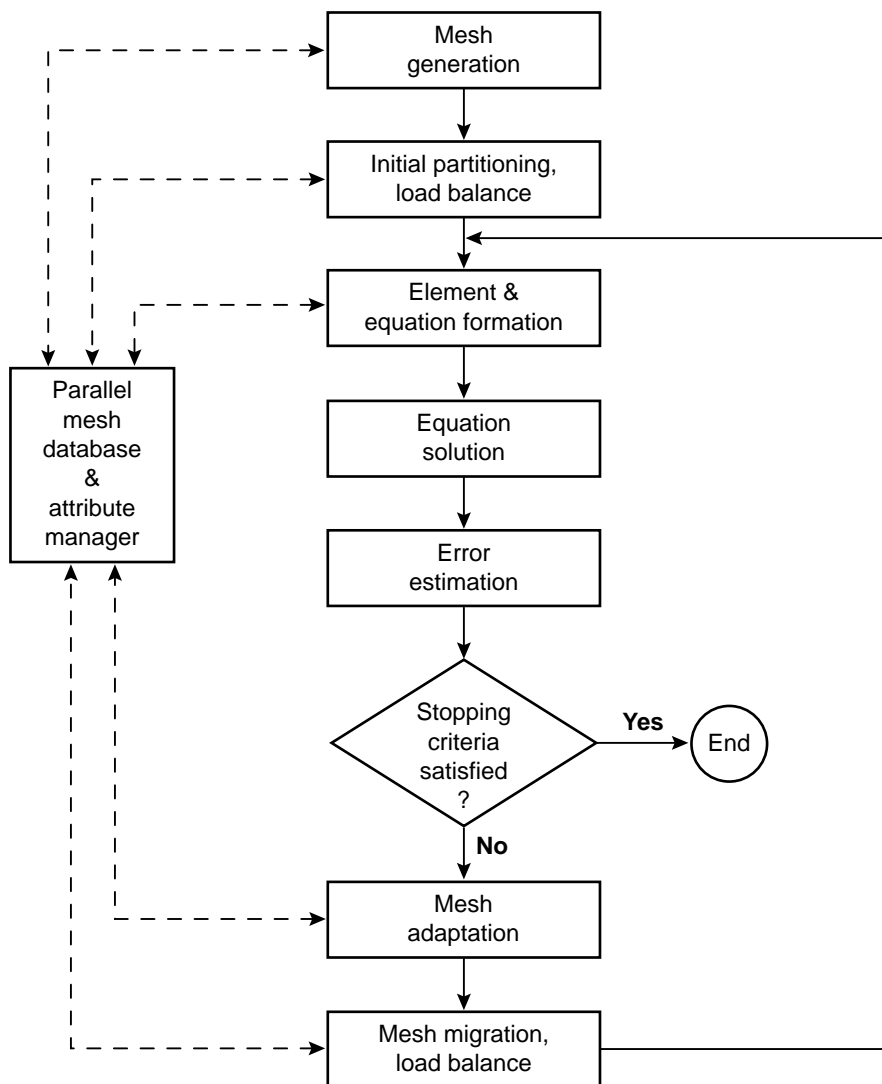 Mesh
generation
Initial partitioning,
load balance
Element &
equation formation
Parallel
mesh
database
&
attribute
manager
Equation
solution
Error
estimation
Stopping
criteria
satisfied
?
Yes
End
No
Mesh
adaptation
Mesh migration,
load balance